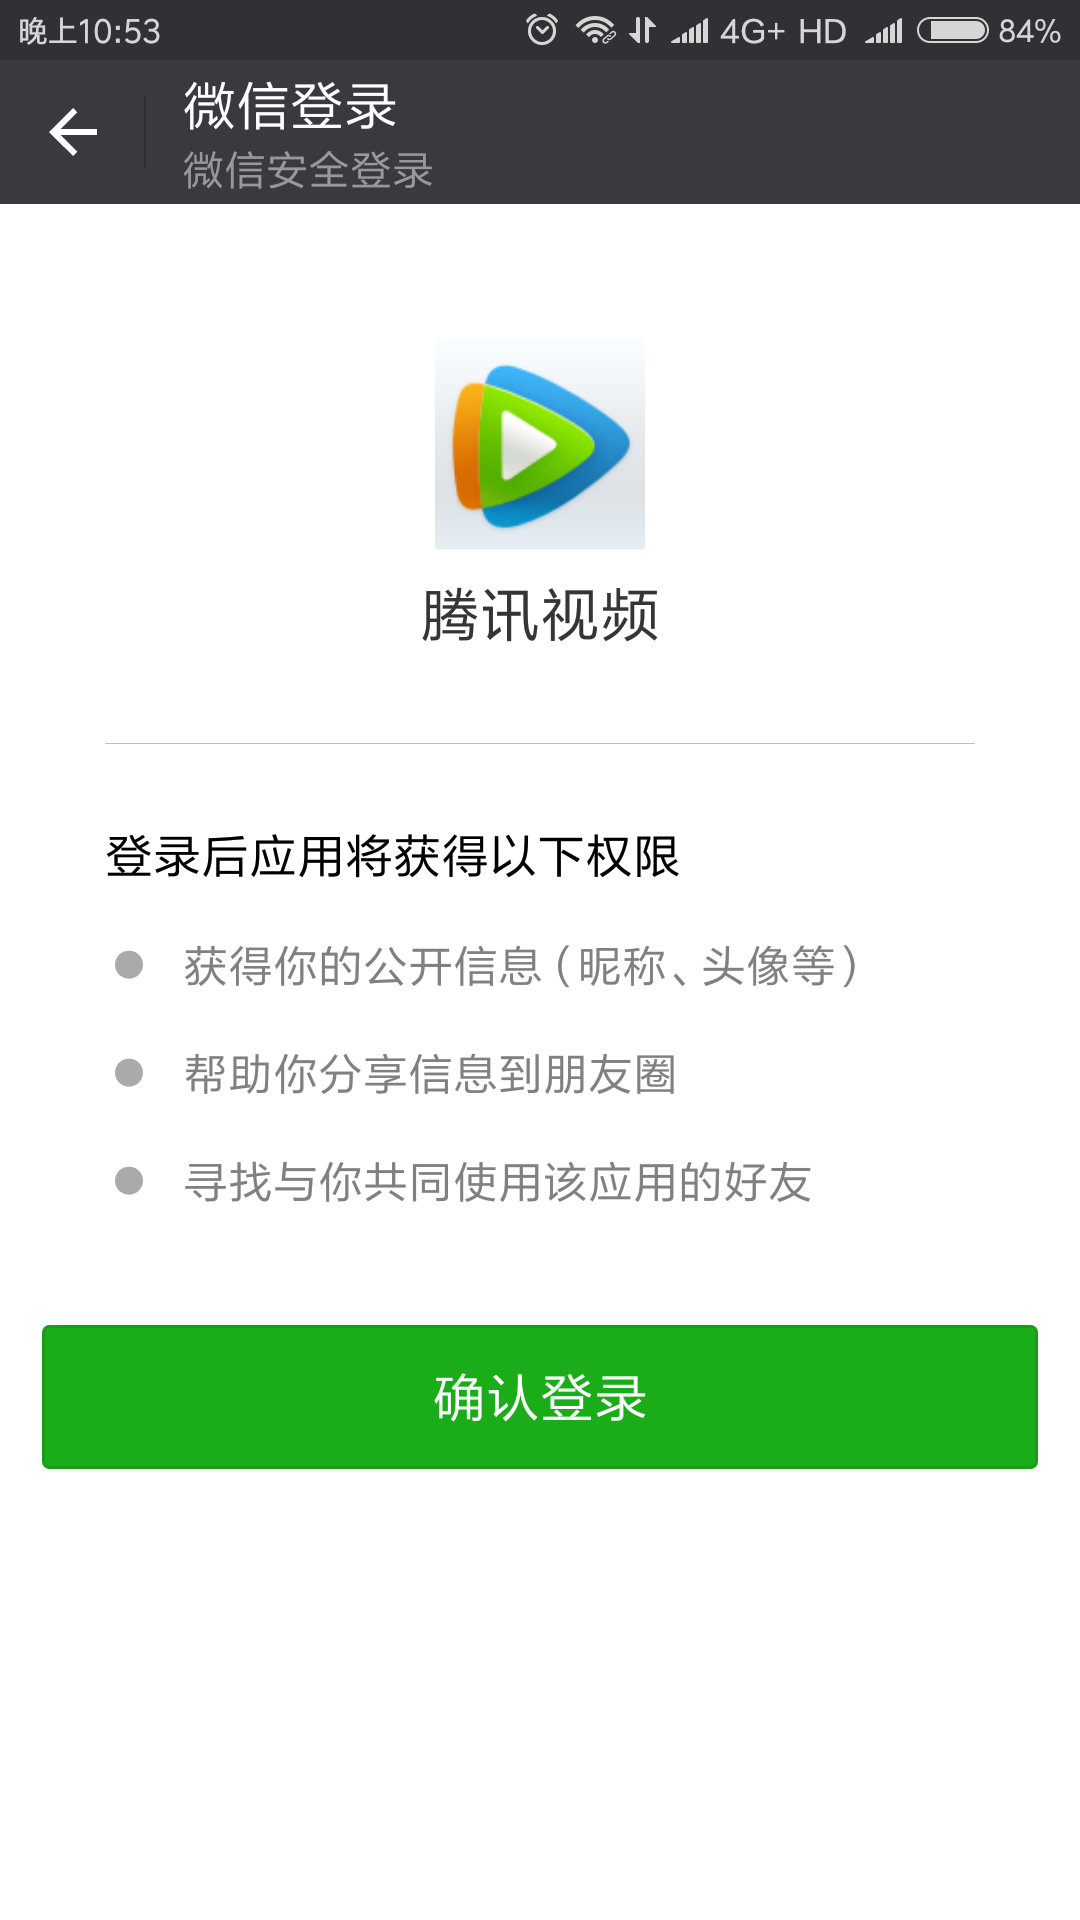 晚上10:53 4G+ HD 84%
微信登录
微信安全登录
腾讯视频
登录后应用将获得以下权限
获得你的公开信息(昵称、头像等)
帮助你分享信息到朋友圈
寻找与你共同使用该应用的好友
确认登录